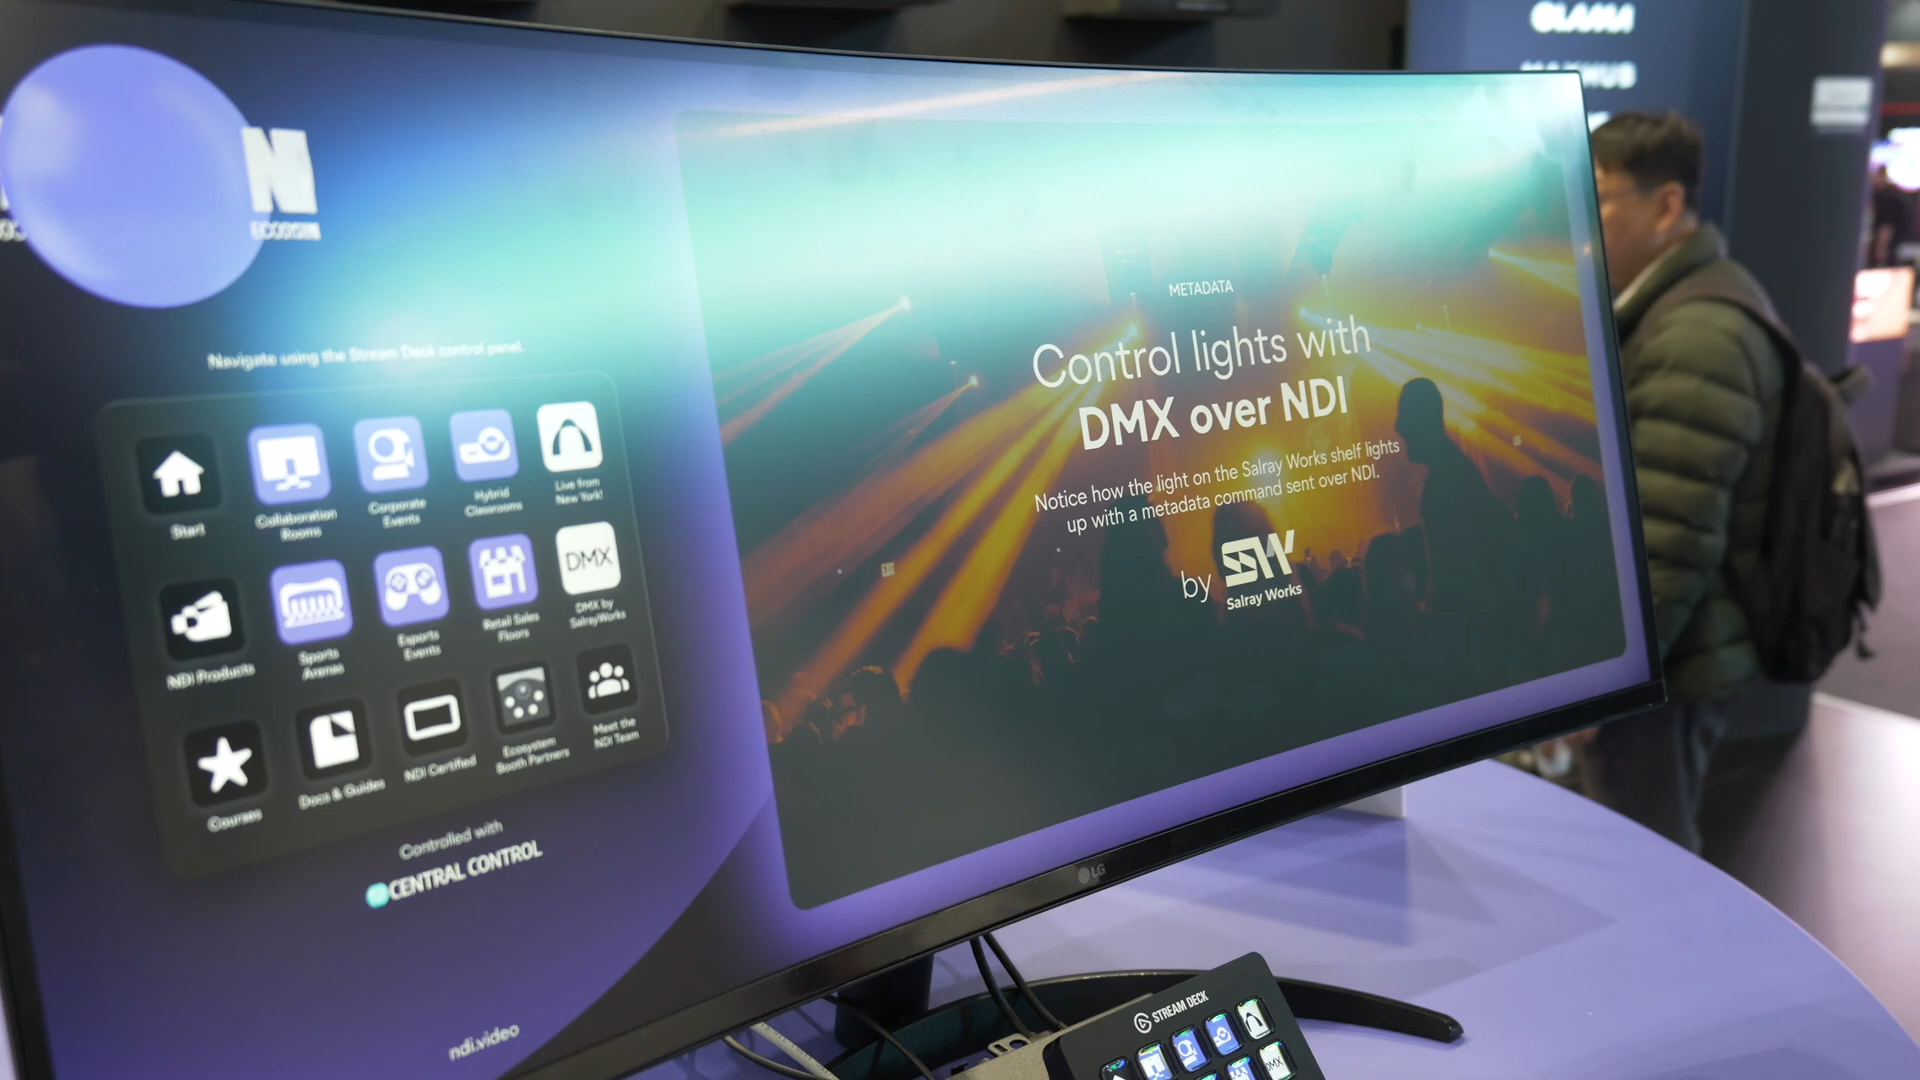 N
ECOSYSTEM
Navigate using the Stream Deck control panel.
Start
Collaboration
Rooms
Corporate
Events
Hybrid
Classrooms
Live from
New York!
NDI Products
Sports
Arenas
Esports
Events
Retail Sales
Floors
DMX
DMX by
SalrayWorks
Courses
Docs & Guides
NDI Certified
Ecosystem
Booth Partners
Meet the
NDI Team
Controlled with
CENTRAL CONTROL
ndi.video
METADATA
Control lights with
DMX over NDI
Notice how the light on the Salray Works shelf lights
up with a metadata command sent over NDI.
by SW
Salray Works
EXIT
LG
STREAM DECK
DMX